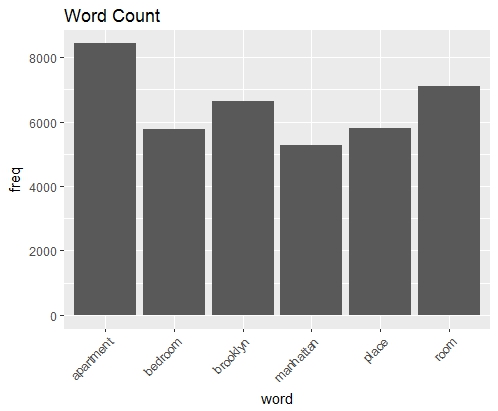 Word Count
freq
8000
6000
4000
2000
0
apartment
bedroom
brooklyn
manhattan
place
room
word